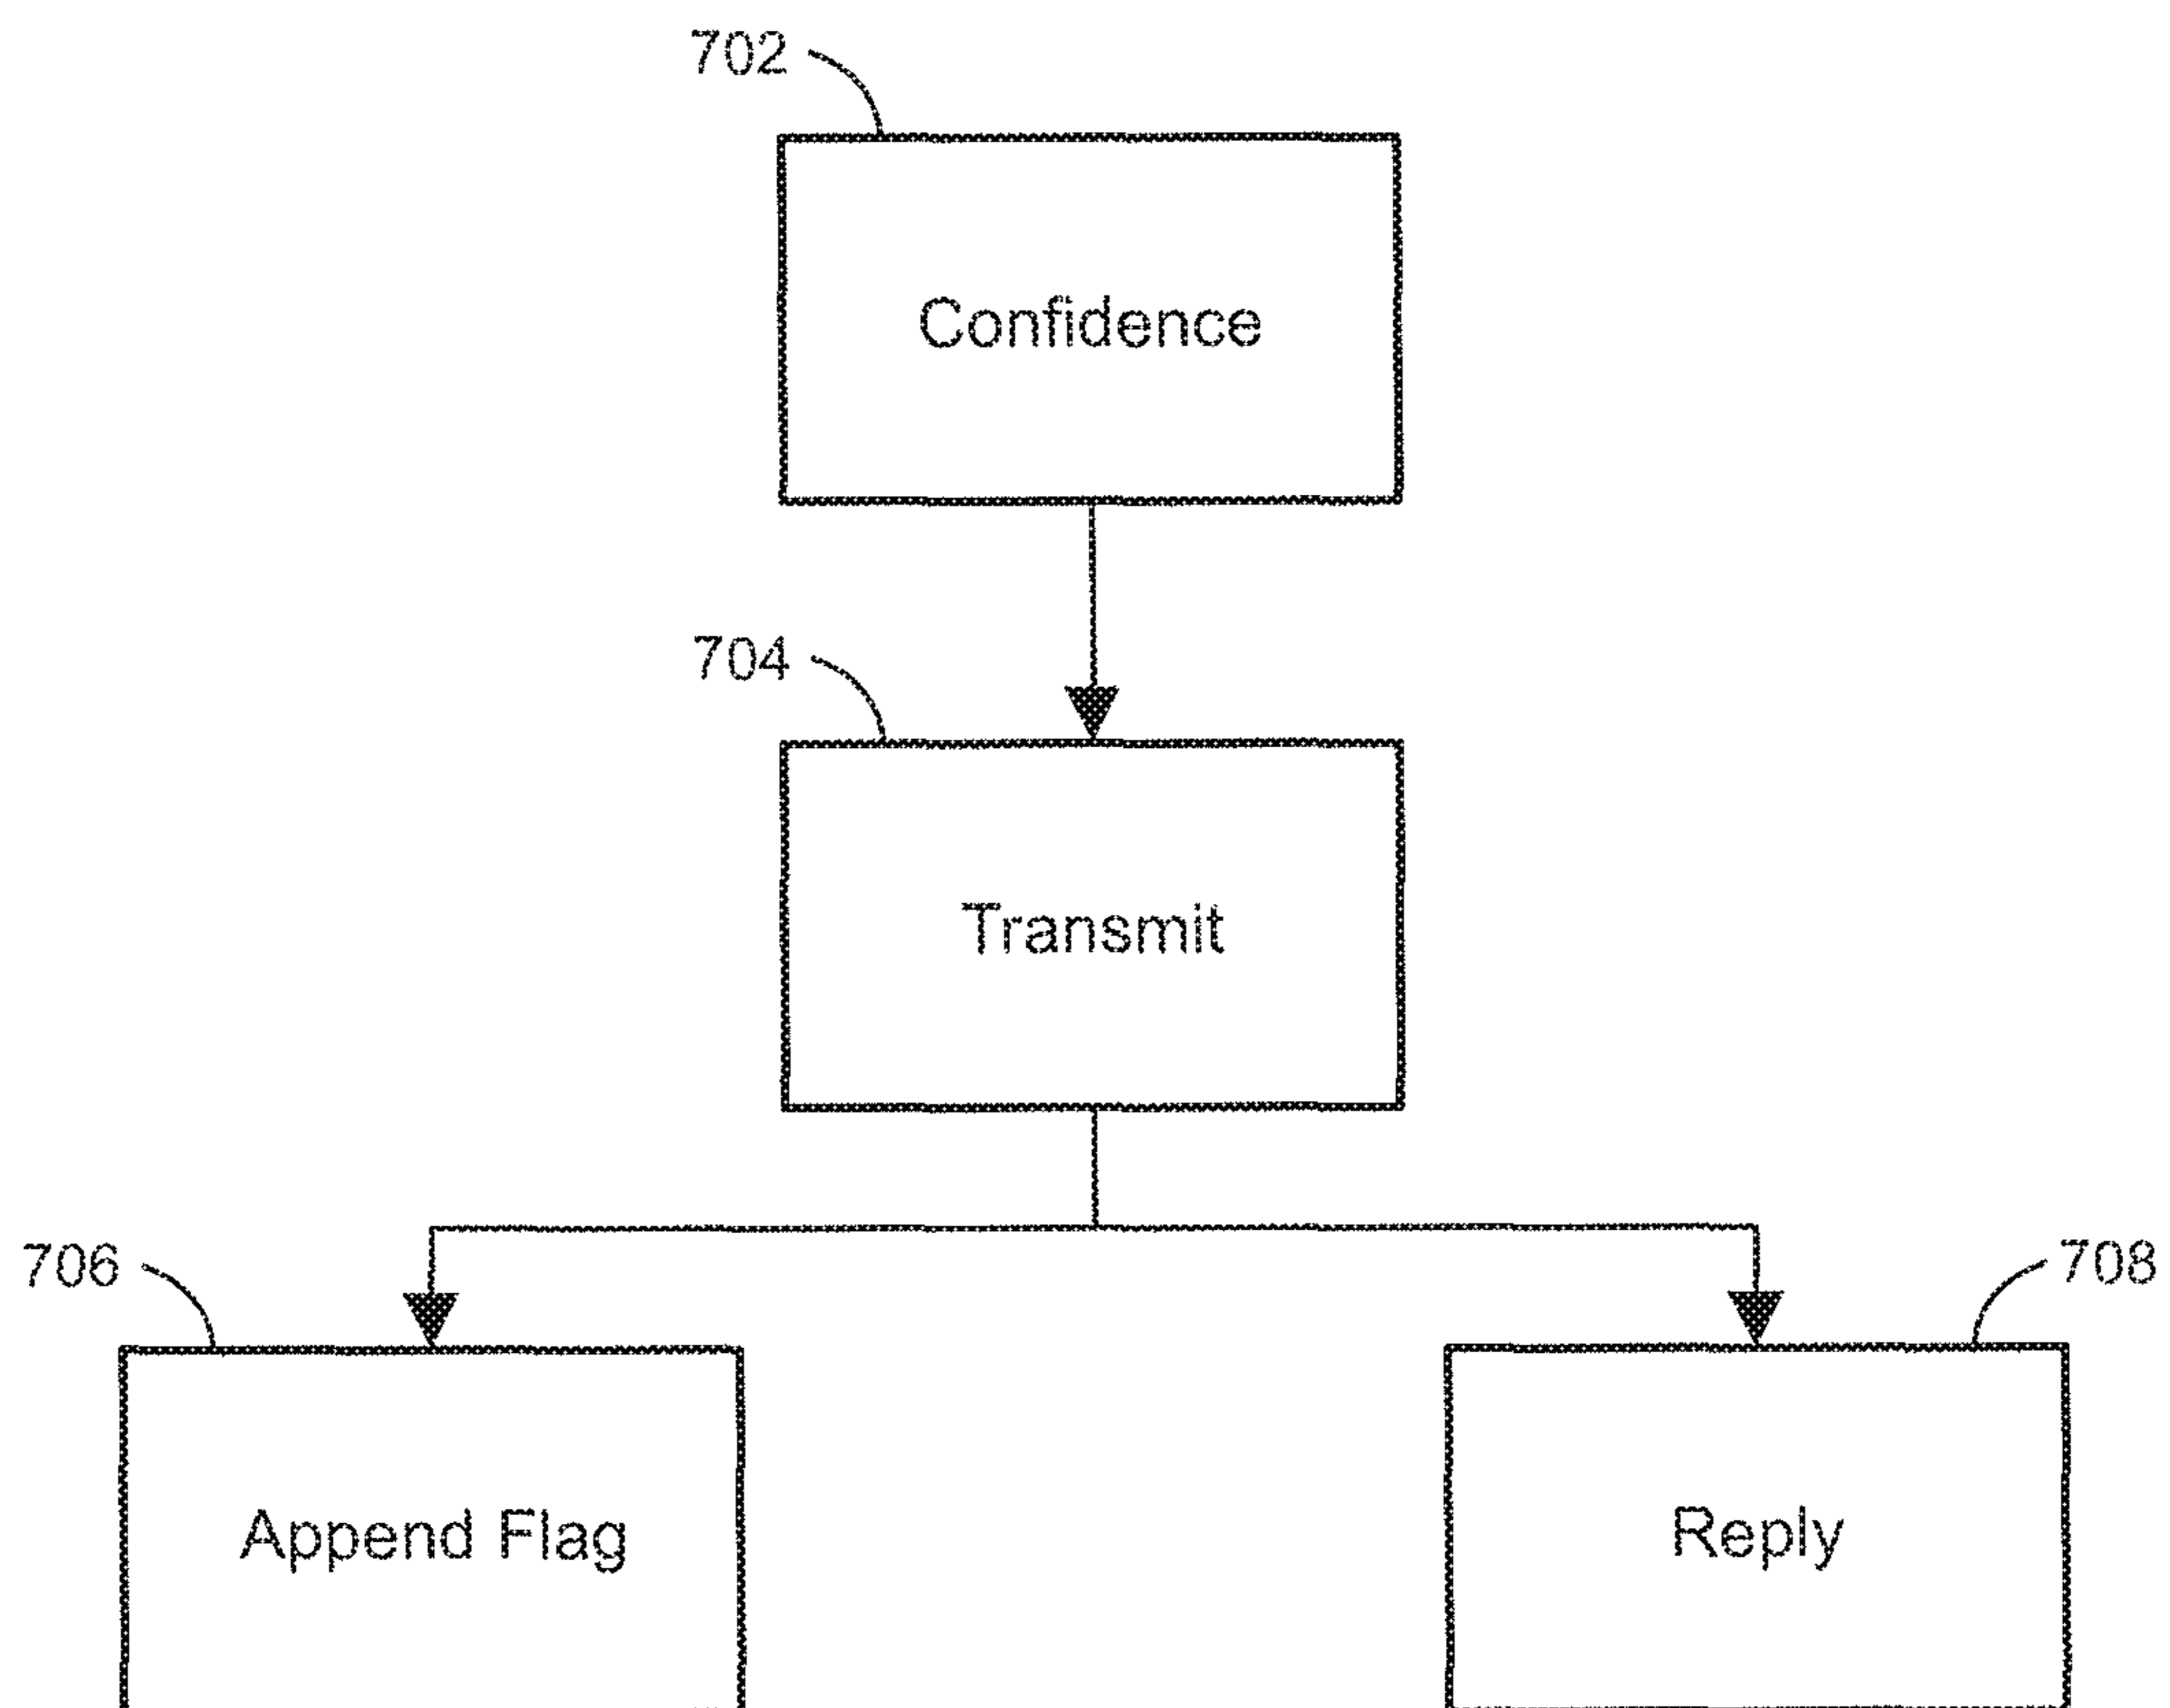 702
Confidence
704
Transmit
706
708
Append Flag
Reply